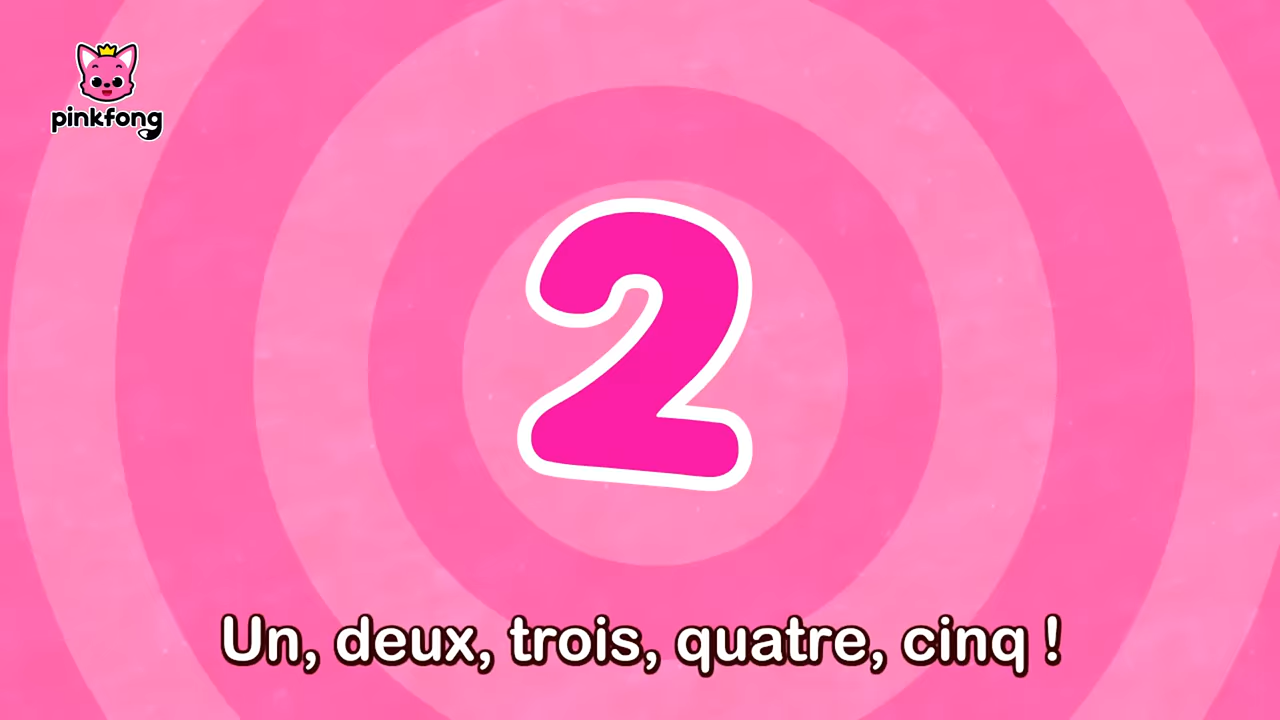 pinkfong
2
Un, deux, trois, quatre, cinq !